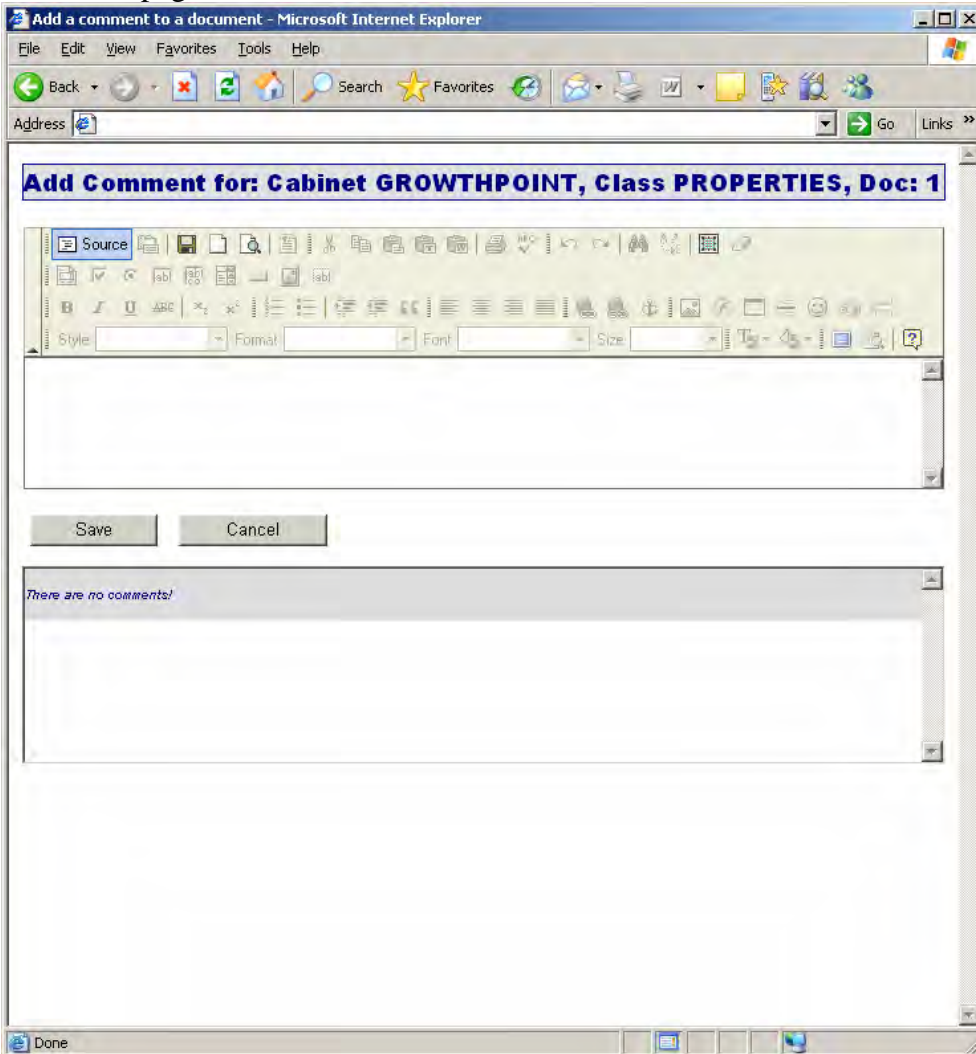 Add a comment to a document - Microsoft Internet Explorer
File Edit View Favorites Tools Help
Back Search Favorites
Address Go Links »
Add Comment for: Cabinet GROWTHPOINT, Class PROPERTIES, Doc: 1
Source
B I U ABC
Style Format Font Size
Save Cancel
There are no comments!
Done